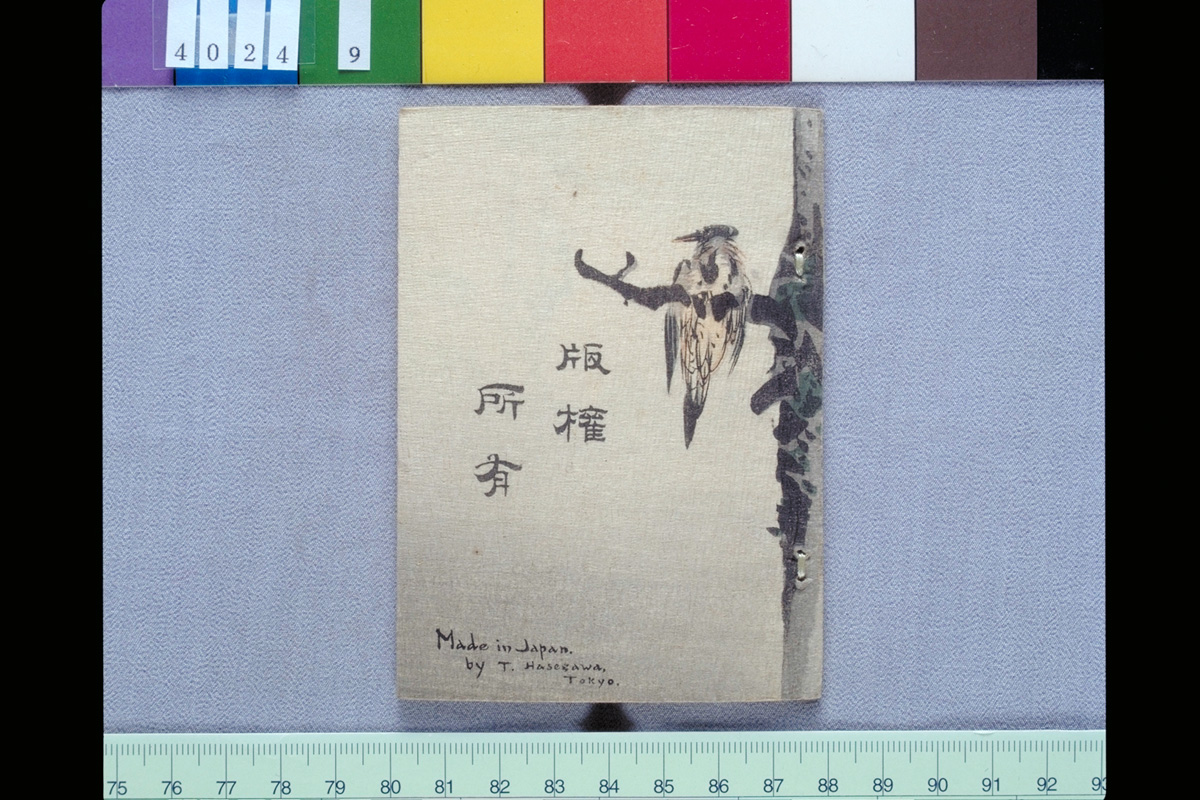 4024 9
版權
所有
Made in Japan.
by T. Hasegawa,
Tokyo.
75 76 77 78 79 80 81 82 83 84 85 86 87 88 89 90 91 92 93